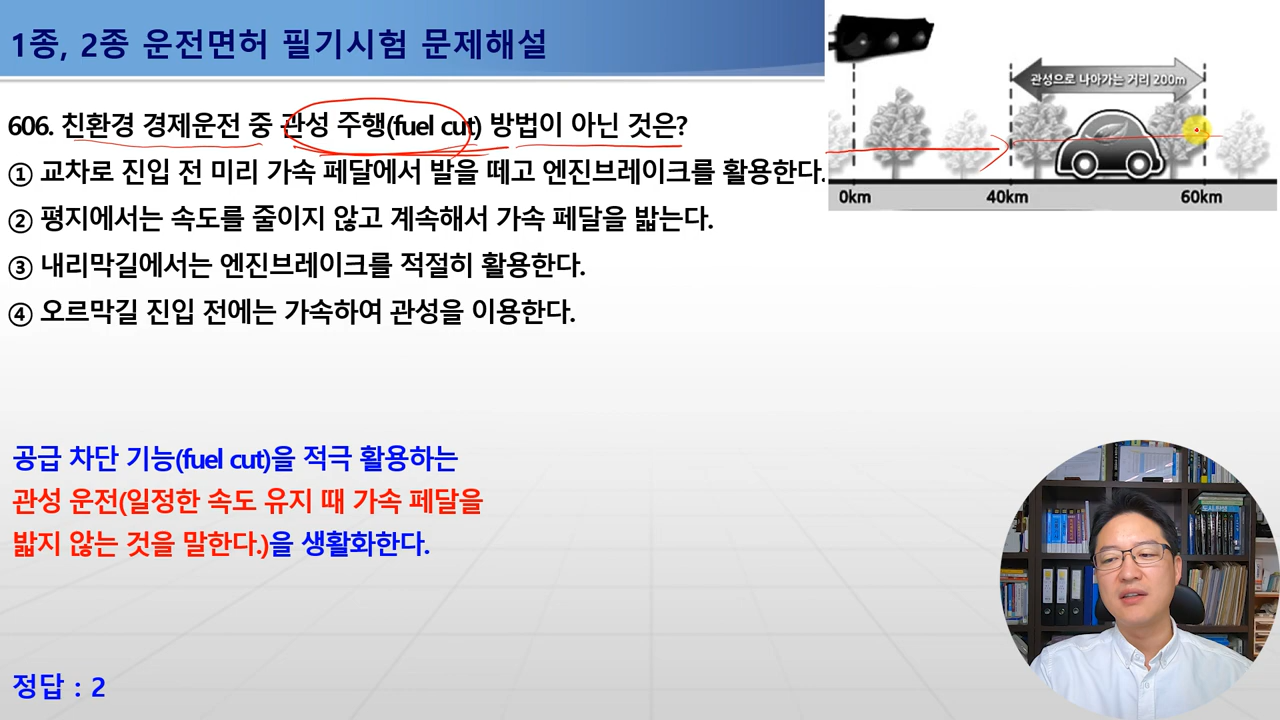 1종, 2종 운전면허 필기시험 문제해설
606. 친환경 경제운전 중 관성 주행(fuel cut) 방법이 아닌 것은?
① 교차로 진입 전 미리 가속 페달에서 발을 떼고 엔진브레이크를 활용한다.
② 평지에서는 속도를 줄이지 않고 계속해서 가속 페달을 밟는다.
③ 내리막길에서는 엔진브레이크를 적절히 활용한다.
④ 오르막길 진입 전에는 가속하여 관성을 이용한다.
관성으로 나아가는 거리 200m
0km 40km 60km
공급 차단 기능(fuel cut)을 적극 활용하는
관성 운전(일정한 속도 유지 때 가속 페달을
밟지 않는 것을 말한다.)을 생활화한다.
정답 : 2